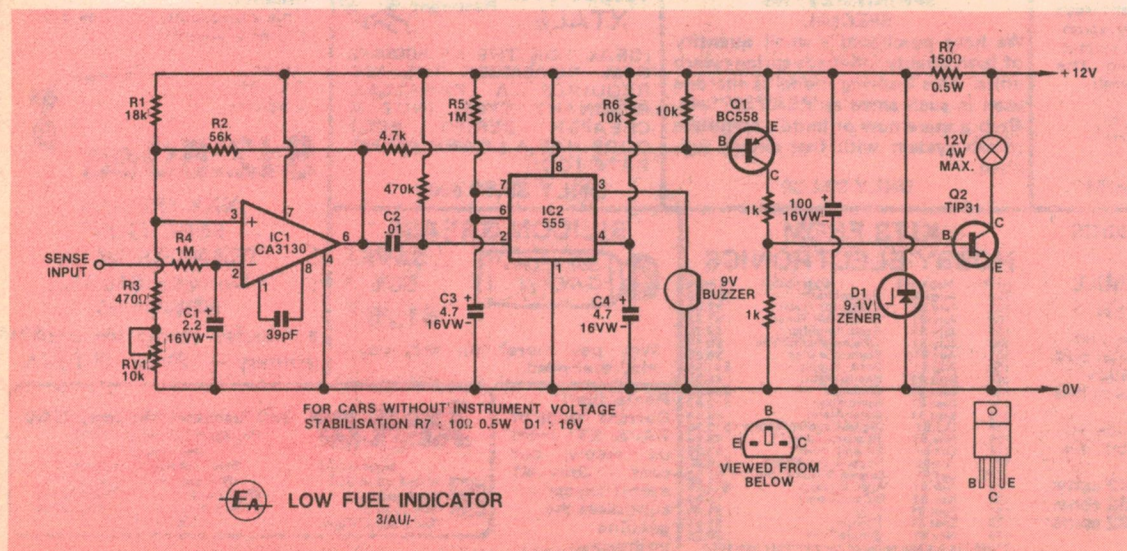 R7
150Ω
0.5W
+12V
R1
18k
R2
56k
4.7k
R5
1M
R6
10k
10k
Q1
BC558
E
B
C
12V
4W
MAX.
470k
8
7
3
6
2
4
1
IC2
555
1k
100
16VW
Q2
TIP31
C
B
E
3
+
7
IC1
CA3130
6
C2
.01
R4
1M
2
–
8
4
1
SENSE
INPUT
R3
470Ω
C1
2.2
16VW
+
–
39pF
RV1
10k
C3
4.7
16VW
+
–
9V
BUZZER
C4
4.7
16VW
+
–
1k
+
–
D1
9.1V
ZENER
0V
FOR CARS WITHOUT INSTRUMENT VOLTAGE
STABILISATION R7 : 10Ω 0.5W D1 : 16V
B
E
C
VIEWED FROM
BELOW
B
C
E
EA
LOW FUEL INDICATOR
3/AU/-